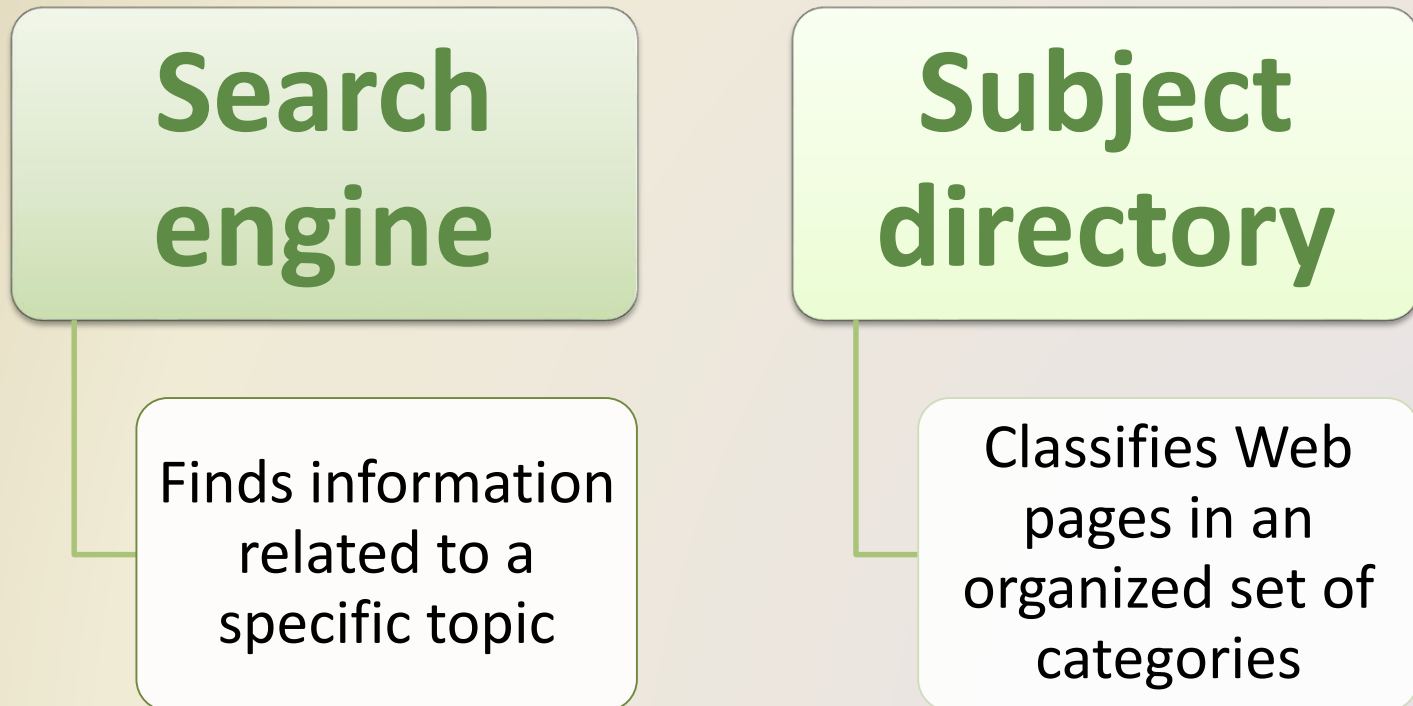 Search
engine
Finds information
related to a
specific topic
Subject
directory
Classifies Web
pages in an
organized set of
categories